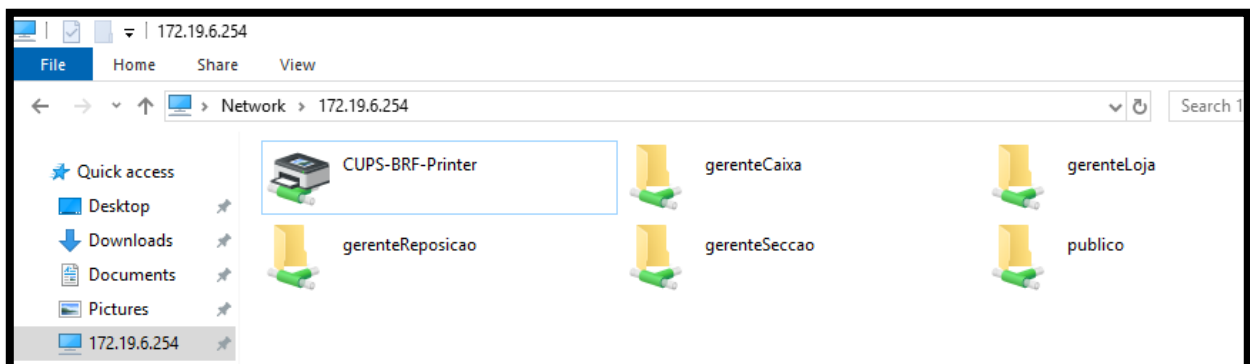 172.19.6.254
File Home Share View
Network > 172.19.6.254 Search 1
Quick access
Desktop
Downloads
Documents
Pictures
172.19.6.254
CUPS-BRF-Printer gerenteCaixa gerenteLoja
gerenteReposicao gerenteSeccao publico